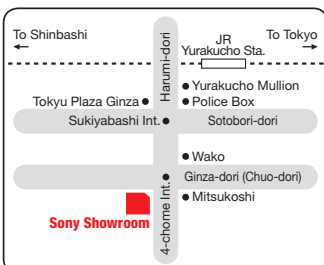 To Shinbashi
JR
Yurakucho Sta.
To Tokyo
Harumi-dori
Yurakucho Mullion
Tokyu Plaza Ginza
Police Box
Sukiyabashi Int.
Sotobori-dori
Wako
Ginza-dori (Chuo-dori)
4-chome Int.
Mitsukoshi
Sony Showroom